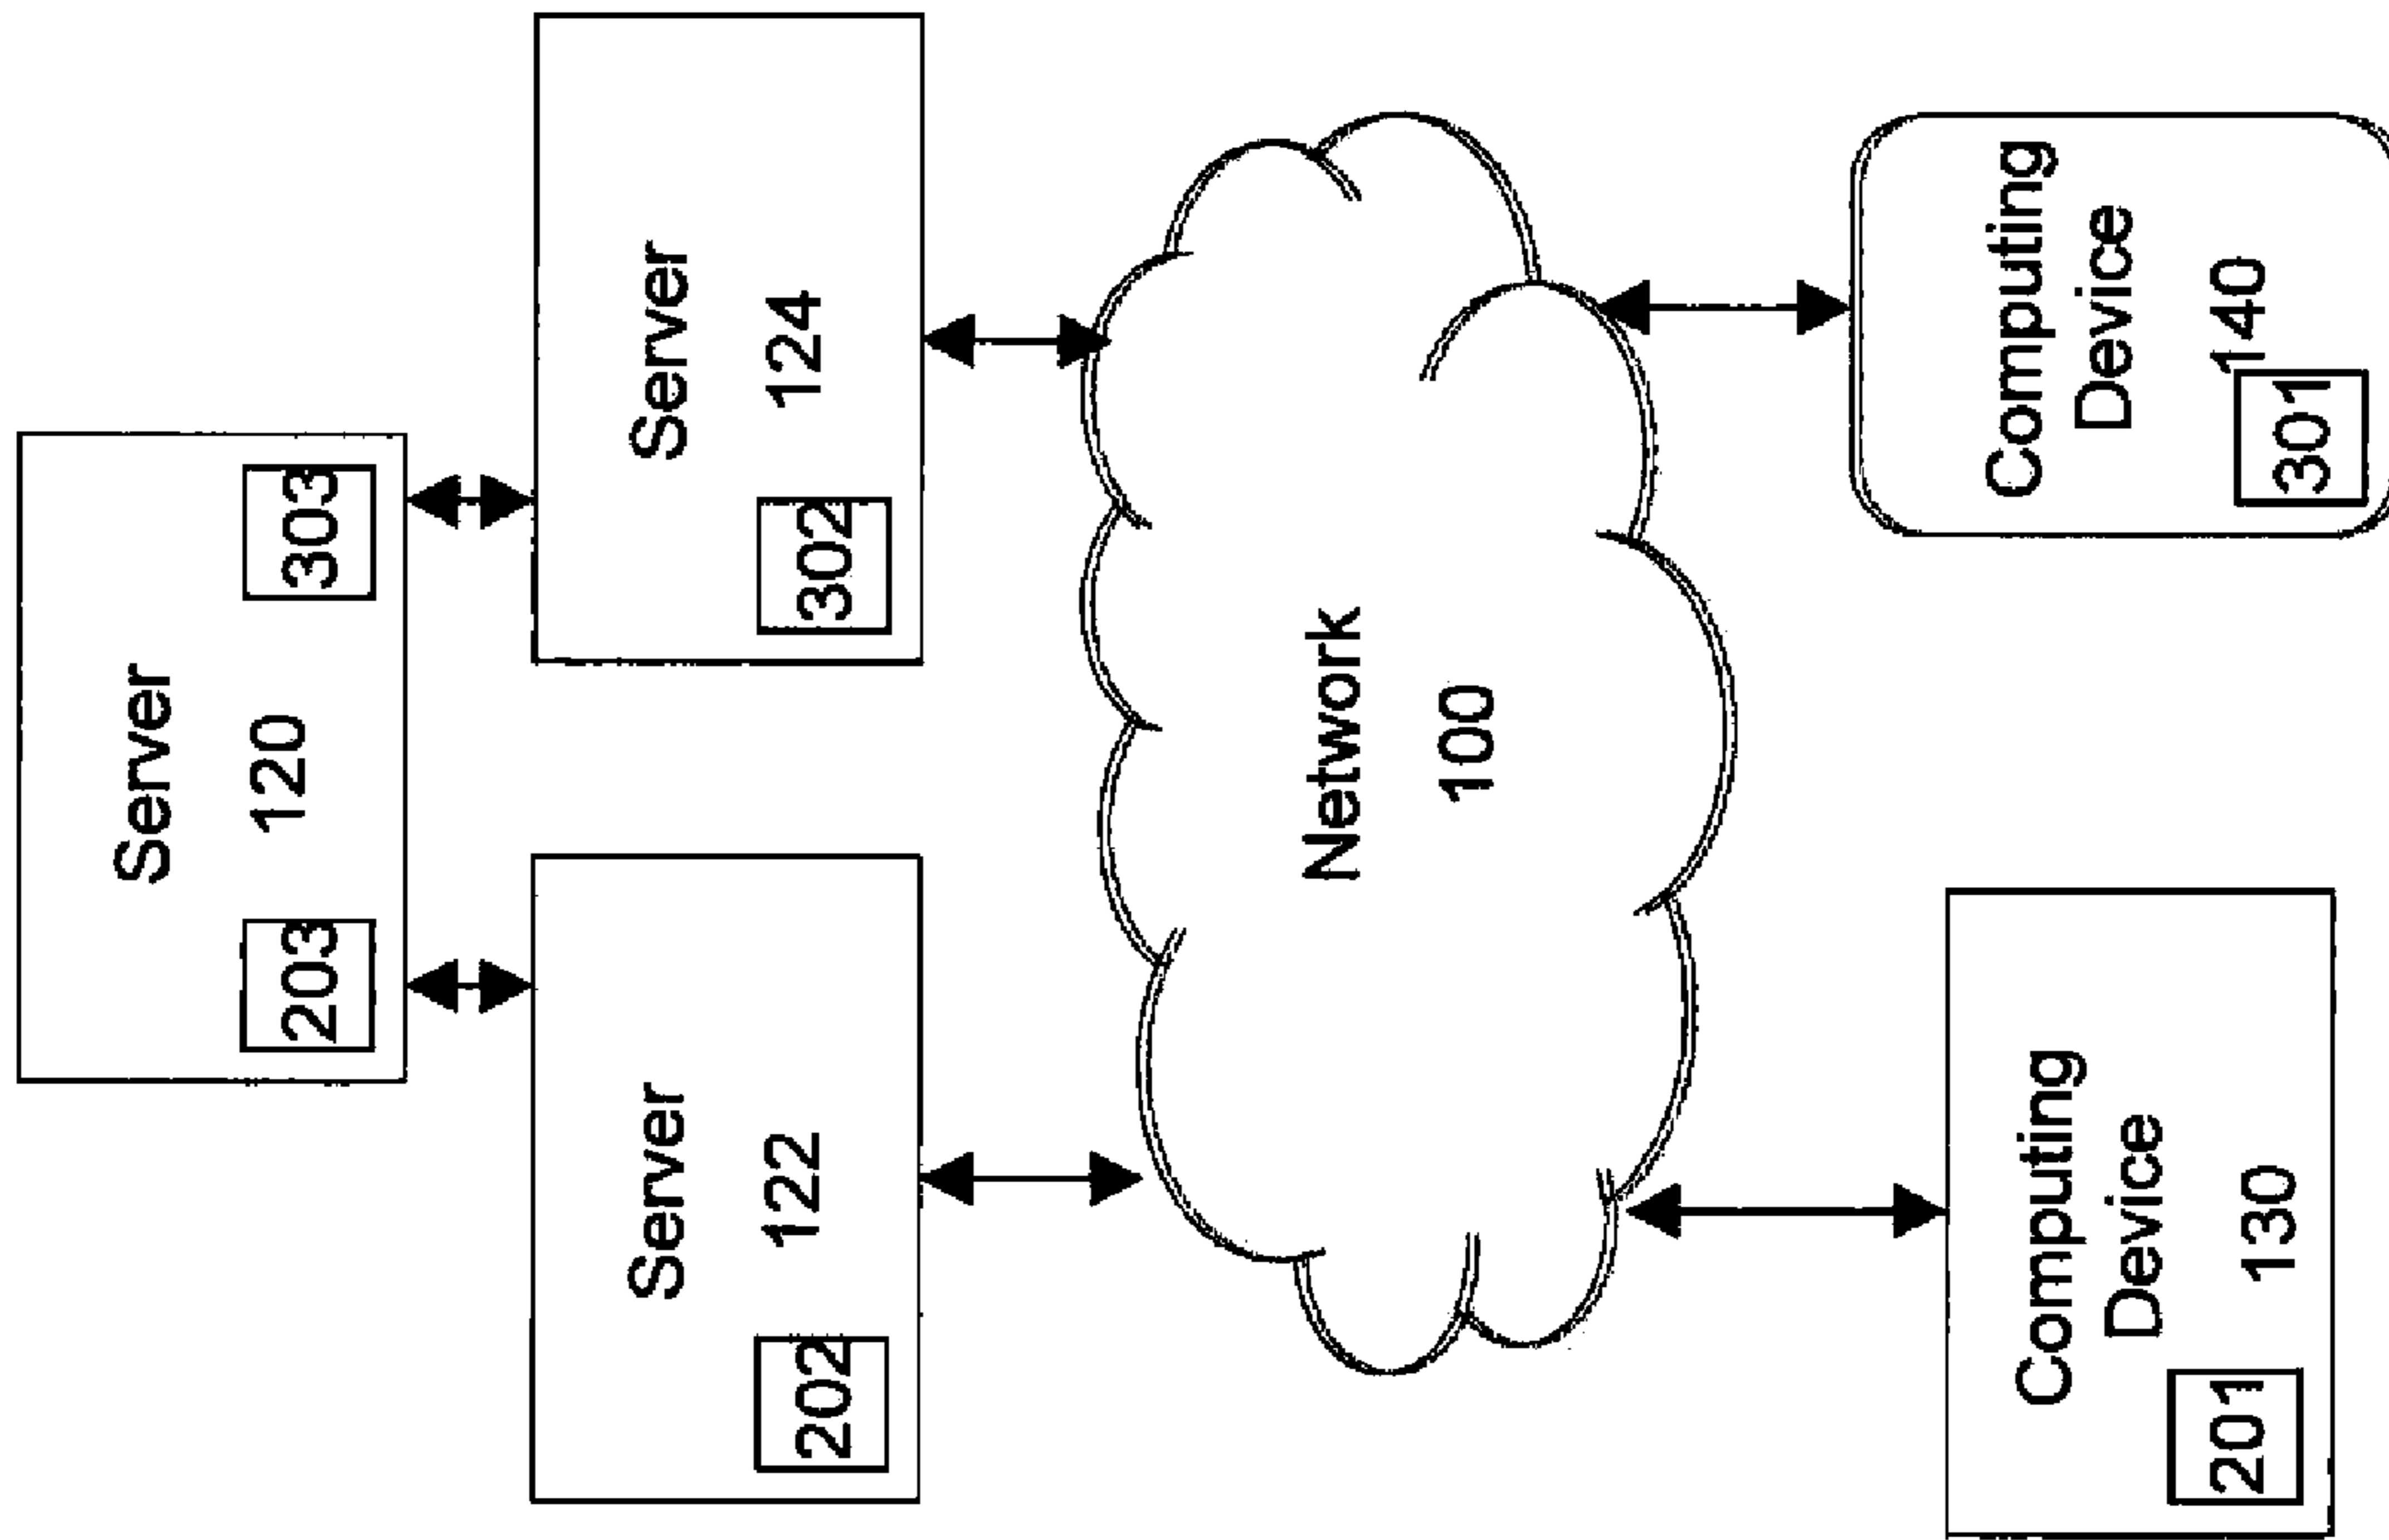 Server
120
203
303
Server
122
202
Server
124
302
Network
100
Computing
Device
130
201
Computing
Device
140
301